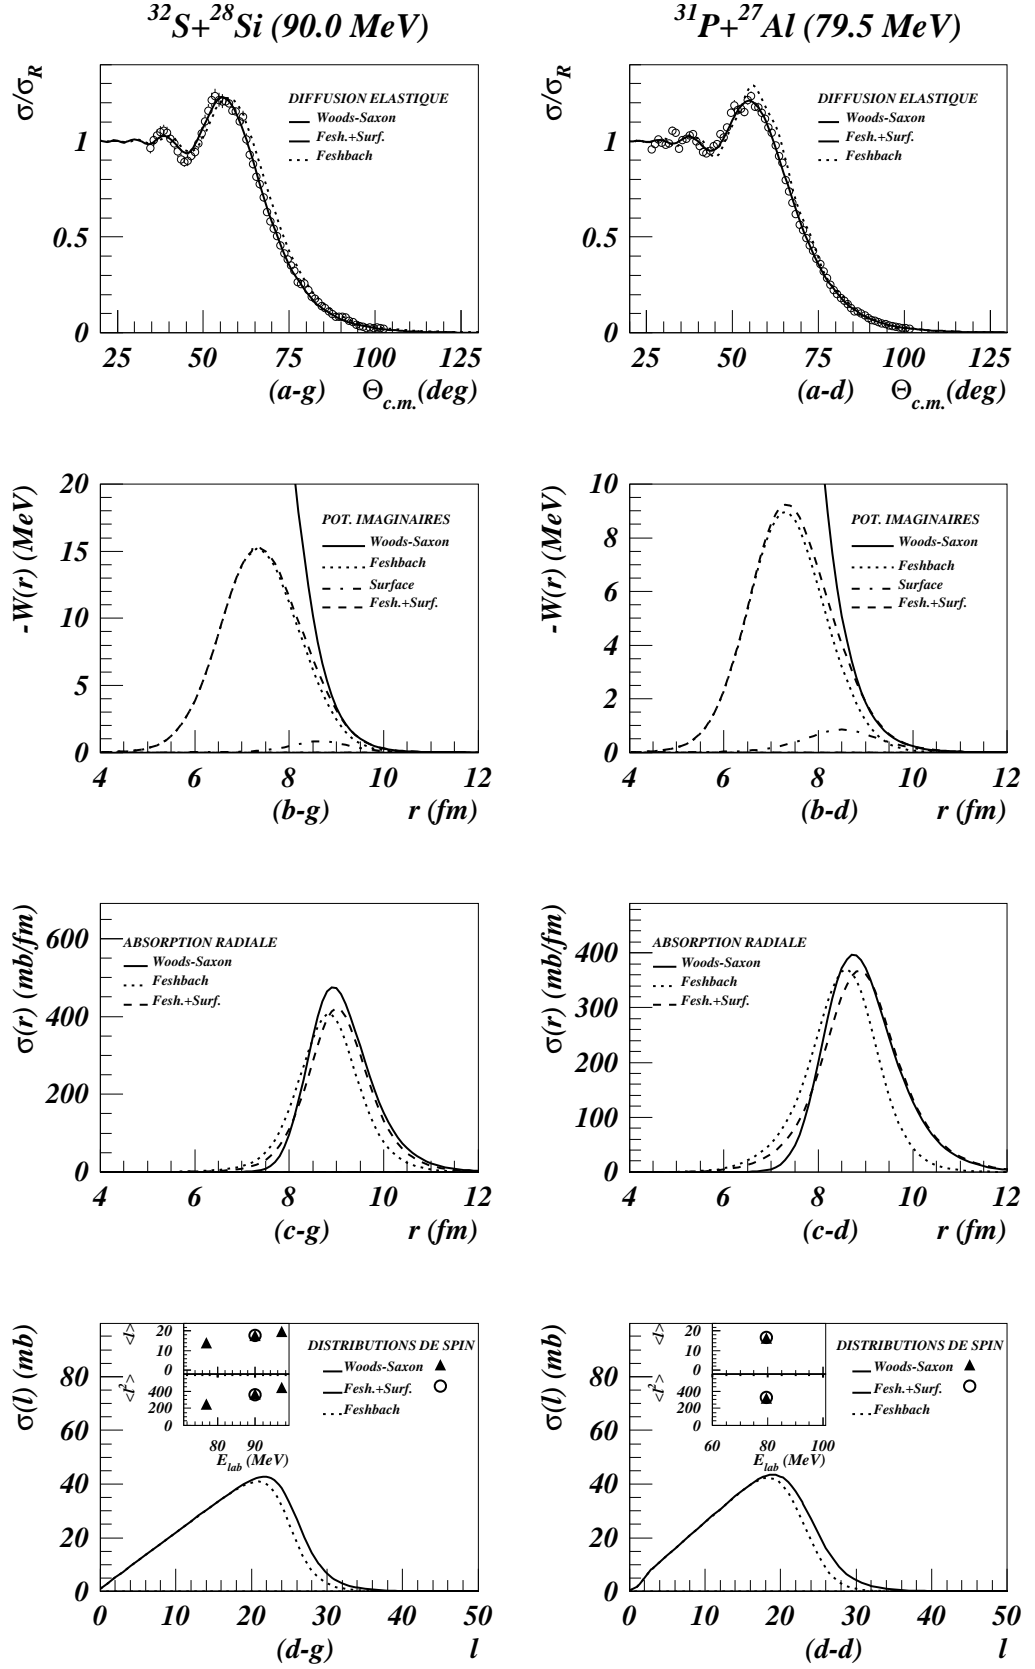 32S+28Si (90.0 MeV)
31P+27Al (79.5 MeV)
σ/σR
DIFFUSION ELASTIQUE
Woods-Saxon
Fesh.+Surf.
Feshbach
1
0.5
0
25 50 75 100 125
(a-g) Θc.m.(deg)
σ/σR
DIFFUSION ELASTIQUE
Woods-Saxon
Fesh.+Surf.
Feshbach
1
0.5
0
25 50 75 100 125
(a-d) Θc.m.(deg)
-W(r) (MeV)
20
15
10
5
0
POT. IMAGINAIRES
Woods-Saxon
Feshbach
Surface
Fesh.+Surf.
4 6 8 10 12
(b-g) r (fm)
-W(r) (MeV)
10
8
6
4
2
0
POT. IMAGINAIRES
Woods-Saxon
Feshbach
Surface
Fesh.+Surf.
4 6 8 10 12
(b-d) r (fm)
σ(r) (mb/fm)
600
400
200
0
ABSORPTION RADIALE
Woods-Saxon
Feshbach
Fesh.+Surf.
4 6 8 10 12
(c-g) r (fm)
σ(r) (mb/fm)
400
300
200
100
0
ABSORPTION RADIALE
Woods-Saxon
Feshbach
Fesh.+Surf.
4 6 8 10 12
(c-d) r (fm)
σ(l) (mb)
80
60
40
20
0
<l>
20
10
0
<l2>
400
200
0
80 90
Elab (MeV)
DISTRIBUTIONS DE SPIN
Woods-Saxon
Fesh.+Surf.
Feshbach
0 10 20 30 40 50
(d-g) l
σ(l) (mb)
80
60
40
20
0
<l>
20
10
0
<l2>
400
200
0
60 80 100
Elab (MeV)
DISTRIBUTIONS DE SPIN
Woods-Saxon
Fesh.+Surf.
Feshbach
0 10 20 30 40 50
(d-d) l